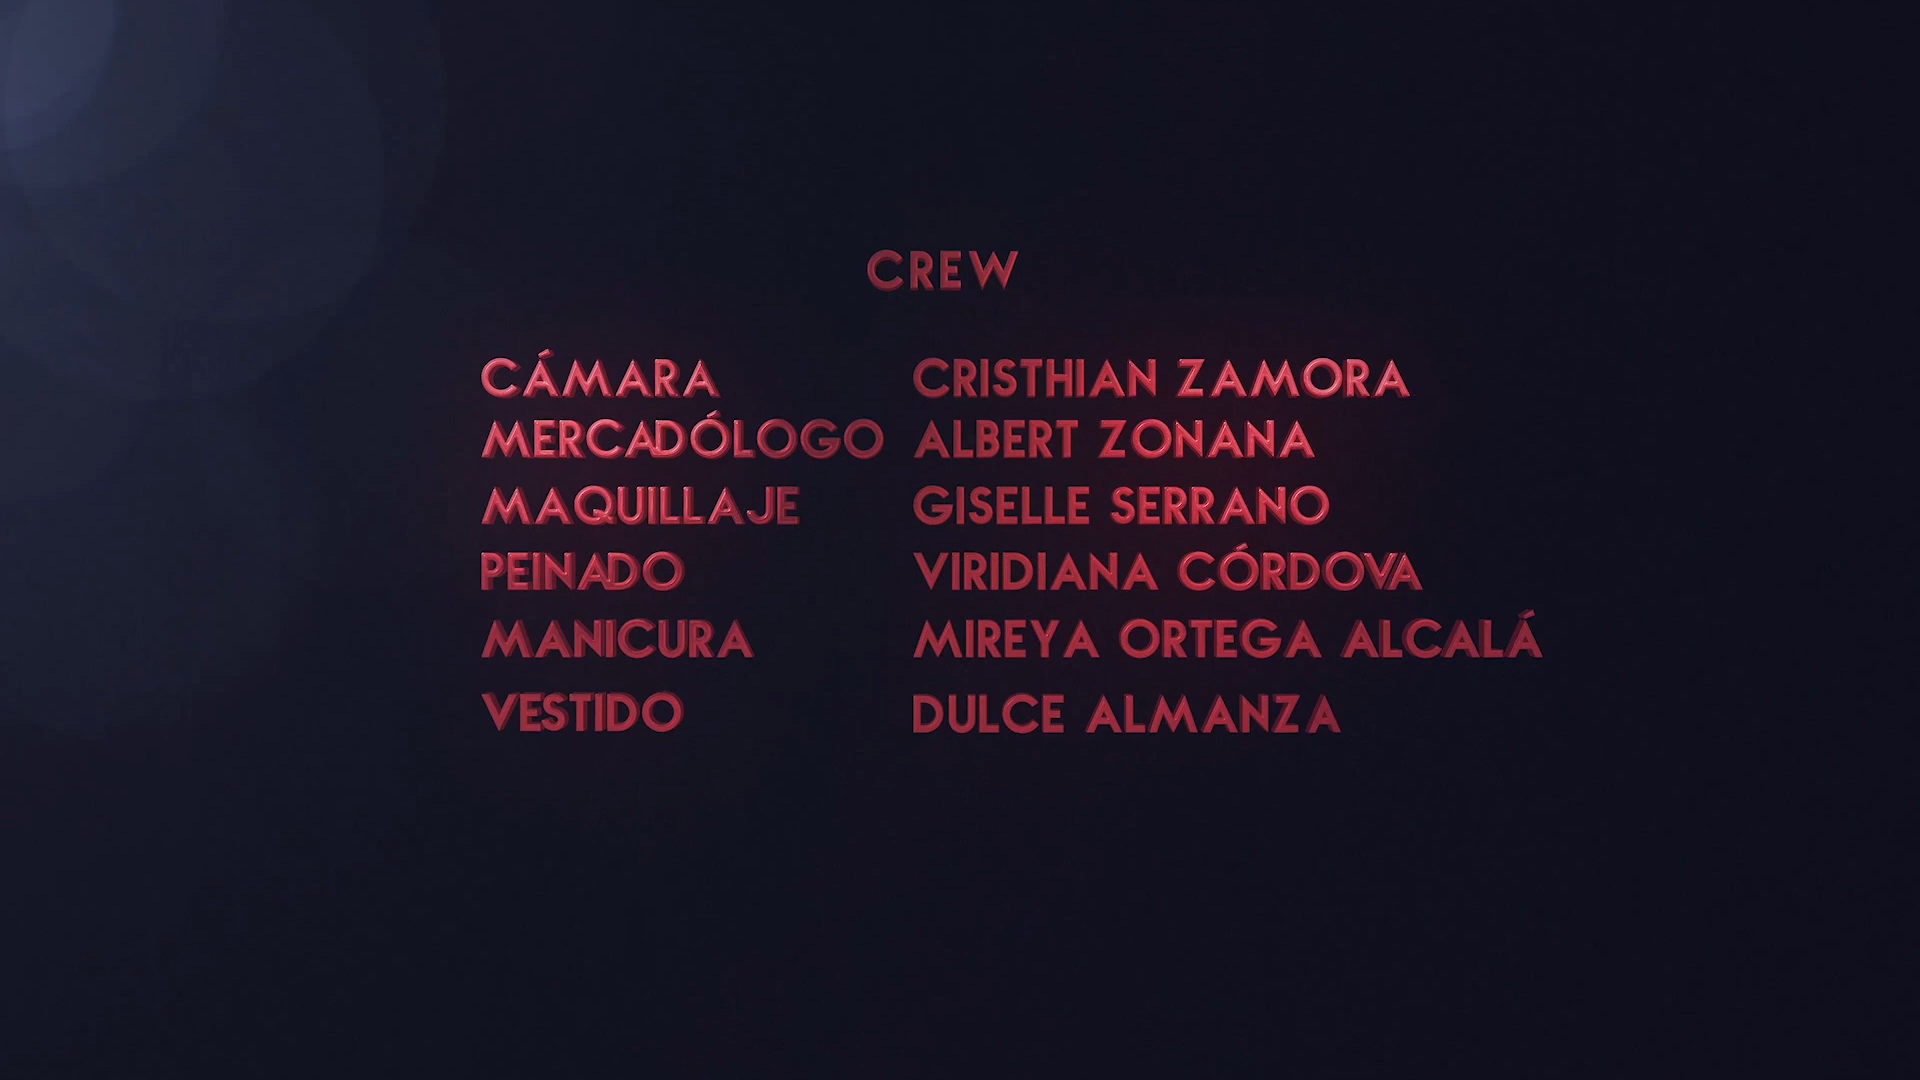 CREW
CÁMARA CRISTHIAN ZAMORA
MERCADÓLOGO ALBERT ZONANA
MAQUILLAJE GISELLE SERRANO
PEINADO VIRIDIANA CÓRDOVA
MANICURA MIREYA ORTEGA ALCALÁ
VESTIDO DULCE ALMANZA